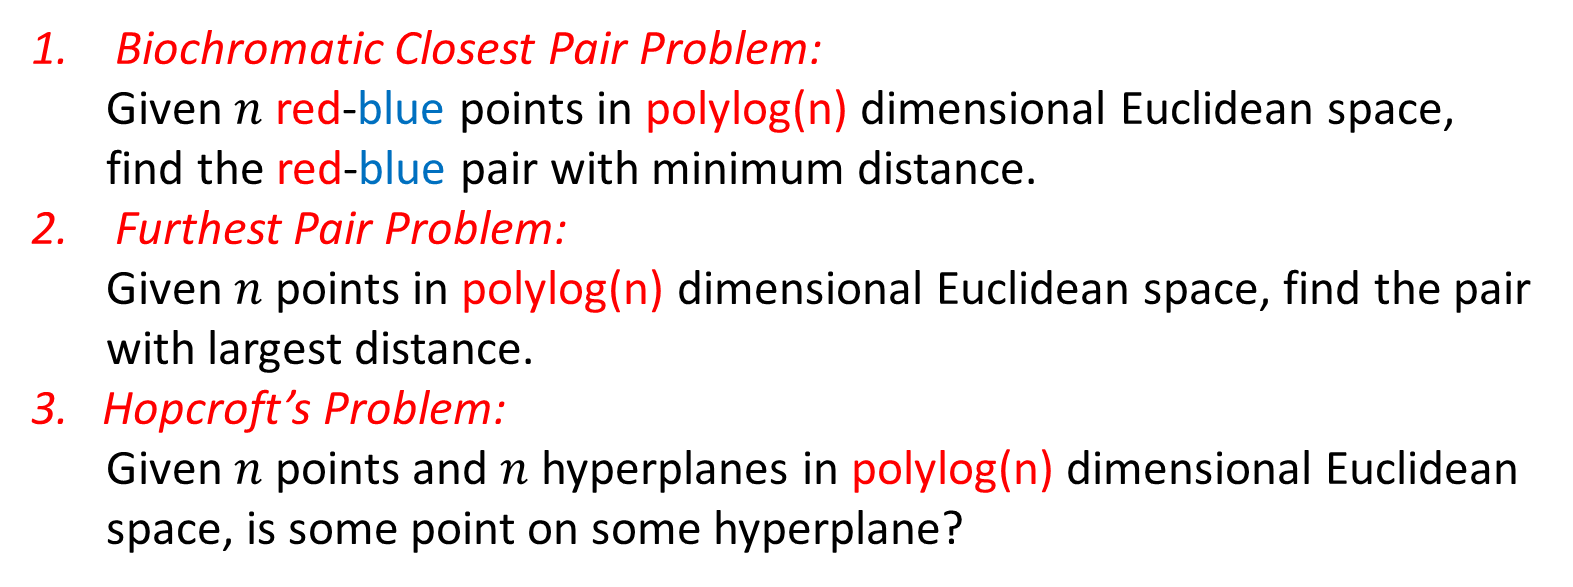 1. Biochromatic Closest Pair Problem:
Given n red-blue points in polylog(n) dimensional Euclidean space,
find the red-blue pair with minimum distance.
2. Furthest Pair Problem:
Given n points in polylog(n) dimensional Euclidean space, find the pair
with largest distance.
3. Hopcroft’s Problem:
Given n points and n hyperplanes in polylog(n) dimensional Euclidean
space, is some point on some hyperplane?